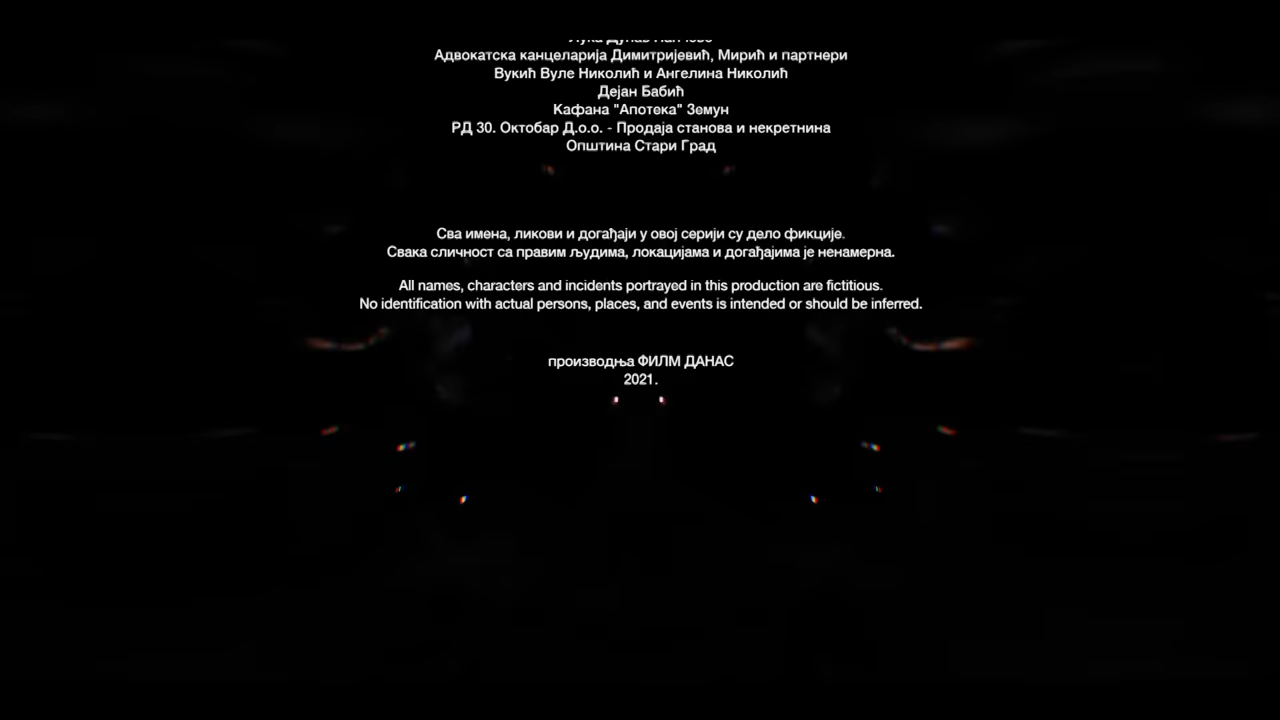 Адвокатска канцеларија Димитријевић, Мирић и партнери
Вукић Вуле Николић и Ангелина Николић
Дејан Бабић
Кафана "Апотека" Земун
РД 30. Октобар Д.о.о. - Продаја станова и некретнина
Општина Стари Град
Сва имена, ликови и догађаји у овој серији су дело фикције.
Свака сличност са правим људима, локацијама и догађајима је ненамерна.
All names, characters and incidents portrayed in this production are fictitious.
No identification with actual persons, places, and events is intended or should be inferred.
производња ФИЛМ ДАНАС
2021.